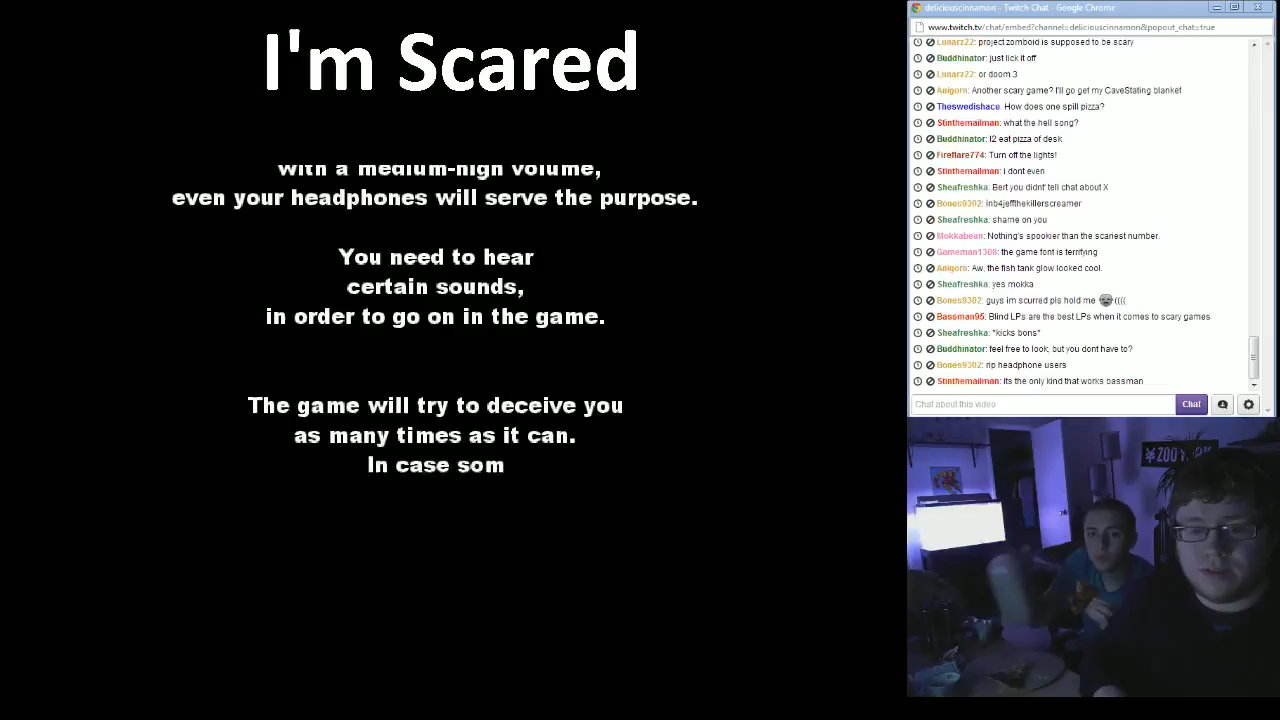 I'm Scared
with a medium-high volume,
even your headphones will serve the purpose.
You need to hear
certain sounds,
in order to go on in the game.
The game will try to deceive you
as many times as it can.
In case som
deliciouscinnamon - Twitch Chat - Google Chrome
www.twitch.tv/chat/embed?channel=deliciouscinnamon&popout_chat=true
Lunarz22: project zomboid is supposed to be scary
Buddhinator: just lick it off
Lunarz22: or doom 3
Anigorn: Another scary game? I'll go get my CaveStating blanket
Theswedishace: How does one spill pizza?
Stinthemailman: what the hell song?
Buddhinator: I2 eat pizza of desk
Fireflare774: Turn off the lights!
Stinthemailman: i dont even
Sheafreshka: Bert you didnt' tell chat about X
Bones9302: inb4jeffthekillerscreamer
Sheafreshka: shame on you
Mokkabean: Nothing's spookier than the scariest number.
Gameman1308: the game font is terrifying
Anigorn: Aw, the fish tank glow looked cool.
Sheafreshka: yes mokka
Bones9302: guys im scurred pls hold me ((((
Bassman95: Blind LPs are the best LPs when it comes to scary games
Sheafreshka: *kicks bons*
Buddhinator: feel free to look, but you dont have to?
Bones9302: rip headphone users
Stinthemailman: its the only kind that works bassman
Chat about this video
Chat
ZOO